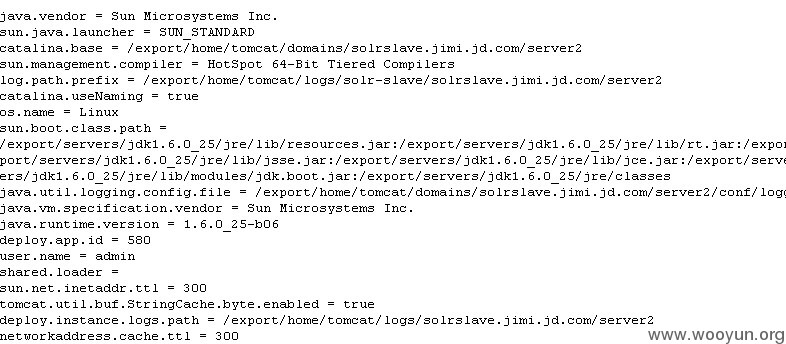 java.vendor = Sun Microsystems Inc.
sun.java.launcher = SUN_STANDARD
catalina.base = /export/home/tomcat/domains/solrslave.jimi.jd.com/server2
sun.management.compiler = HotSpot 64-Bit Tiered Compilers
log.path.prefix = /export/home/tomcat/logs/solr-slave/solrslave.jimi.jd.com/server2
catalina.useNaming = true
os.name = Linux
sun.boot.class.path =
/export/servers/jdk1.6.0_25/jre/lib/resources.jar:/export/servers/jdk1.6.0_25/jre/lib/rt.jar:/expor
port/servers/jdk1.6.0_25/jre/lib/jsse.jar:/export/servers/jdk1.6.0_25/jre/lib/jce.jar:/export/serve
ers/jdk1.6.0_25/jre/lib/modules/jdk.boot.jar:/export/servers/jdk1.6.0_25/jre/classes
java.util.logging.config.file = /export/home/tomcat/domains/solrslave.jimi.jd.com/server2/conf/logg
java.vm.specification.vendor = Sun Microsystems Inc.
java.runtime.version = 1.6.0_25-b06
deploy.app.id = 580
user.name = admin
shared.loader =
sun.net.inetaddr.ttl = 300
tomcat.util.buf.StringCache.byte.enabled = true
deploy.instance.logs.path = /export/home/tomcat/logs/solrslave.jimi.jd.com/server2
networkaddress.cache.ttl = 300
www.wooyun.org